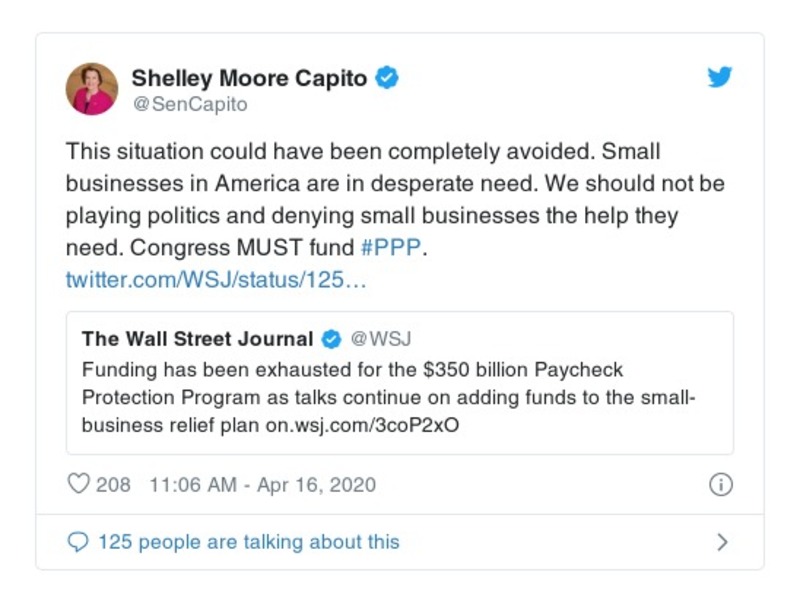 Shelley Moore Capito
@SenCapito
This situation could have been completely avoided. Small
businesses in America are in desperate need. We should not be
playing politics and denying small businesses the help they
need. Congress MUST fund #PPP.
twitter.com/WSJ/status/125…
The Wall Street Journal @WSJ
Funding has been exhausted for the $350 billion Paycheck
Protection Program as talks continue on adding funds to the small-
business relief plan on.wsj.com/3coP2xO
208 11:06 AM - Apr 16, 2020
125 people are talking about this